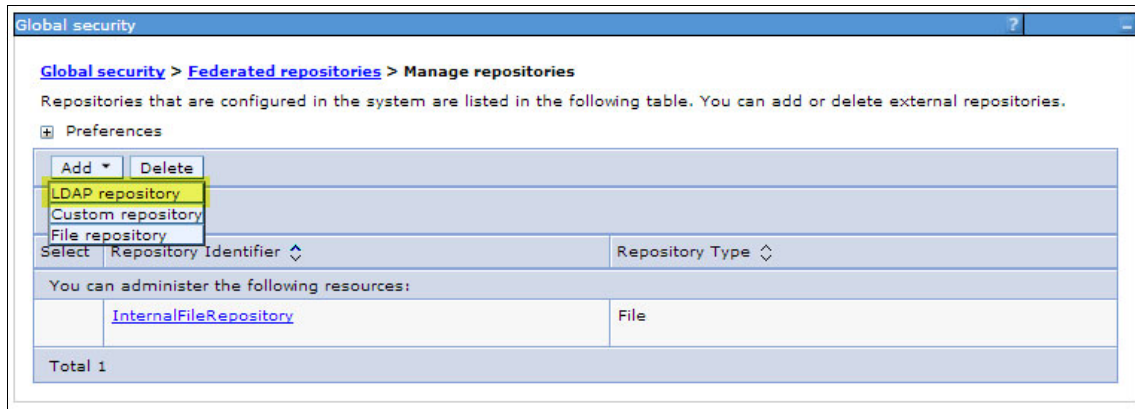 Global security ? –
Global security > Federated repositories > Manage repositories
Repositories that are configured in the system are listed in the following table. You can add or delete external repositories.
Preferences
Add Delete
LDAP repository
Custom repository
File repository
Select Repository Identifier Repository Type
You can administer the following resources:
InternalFileRepository File
Total 1